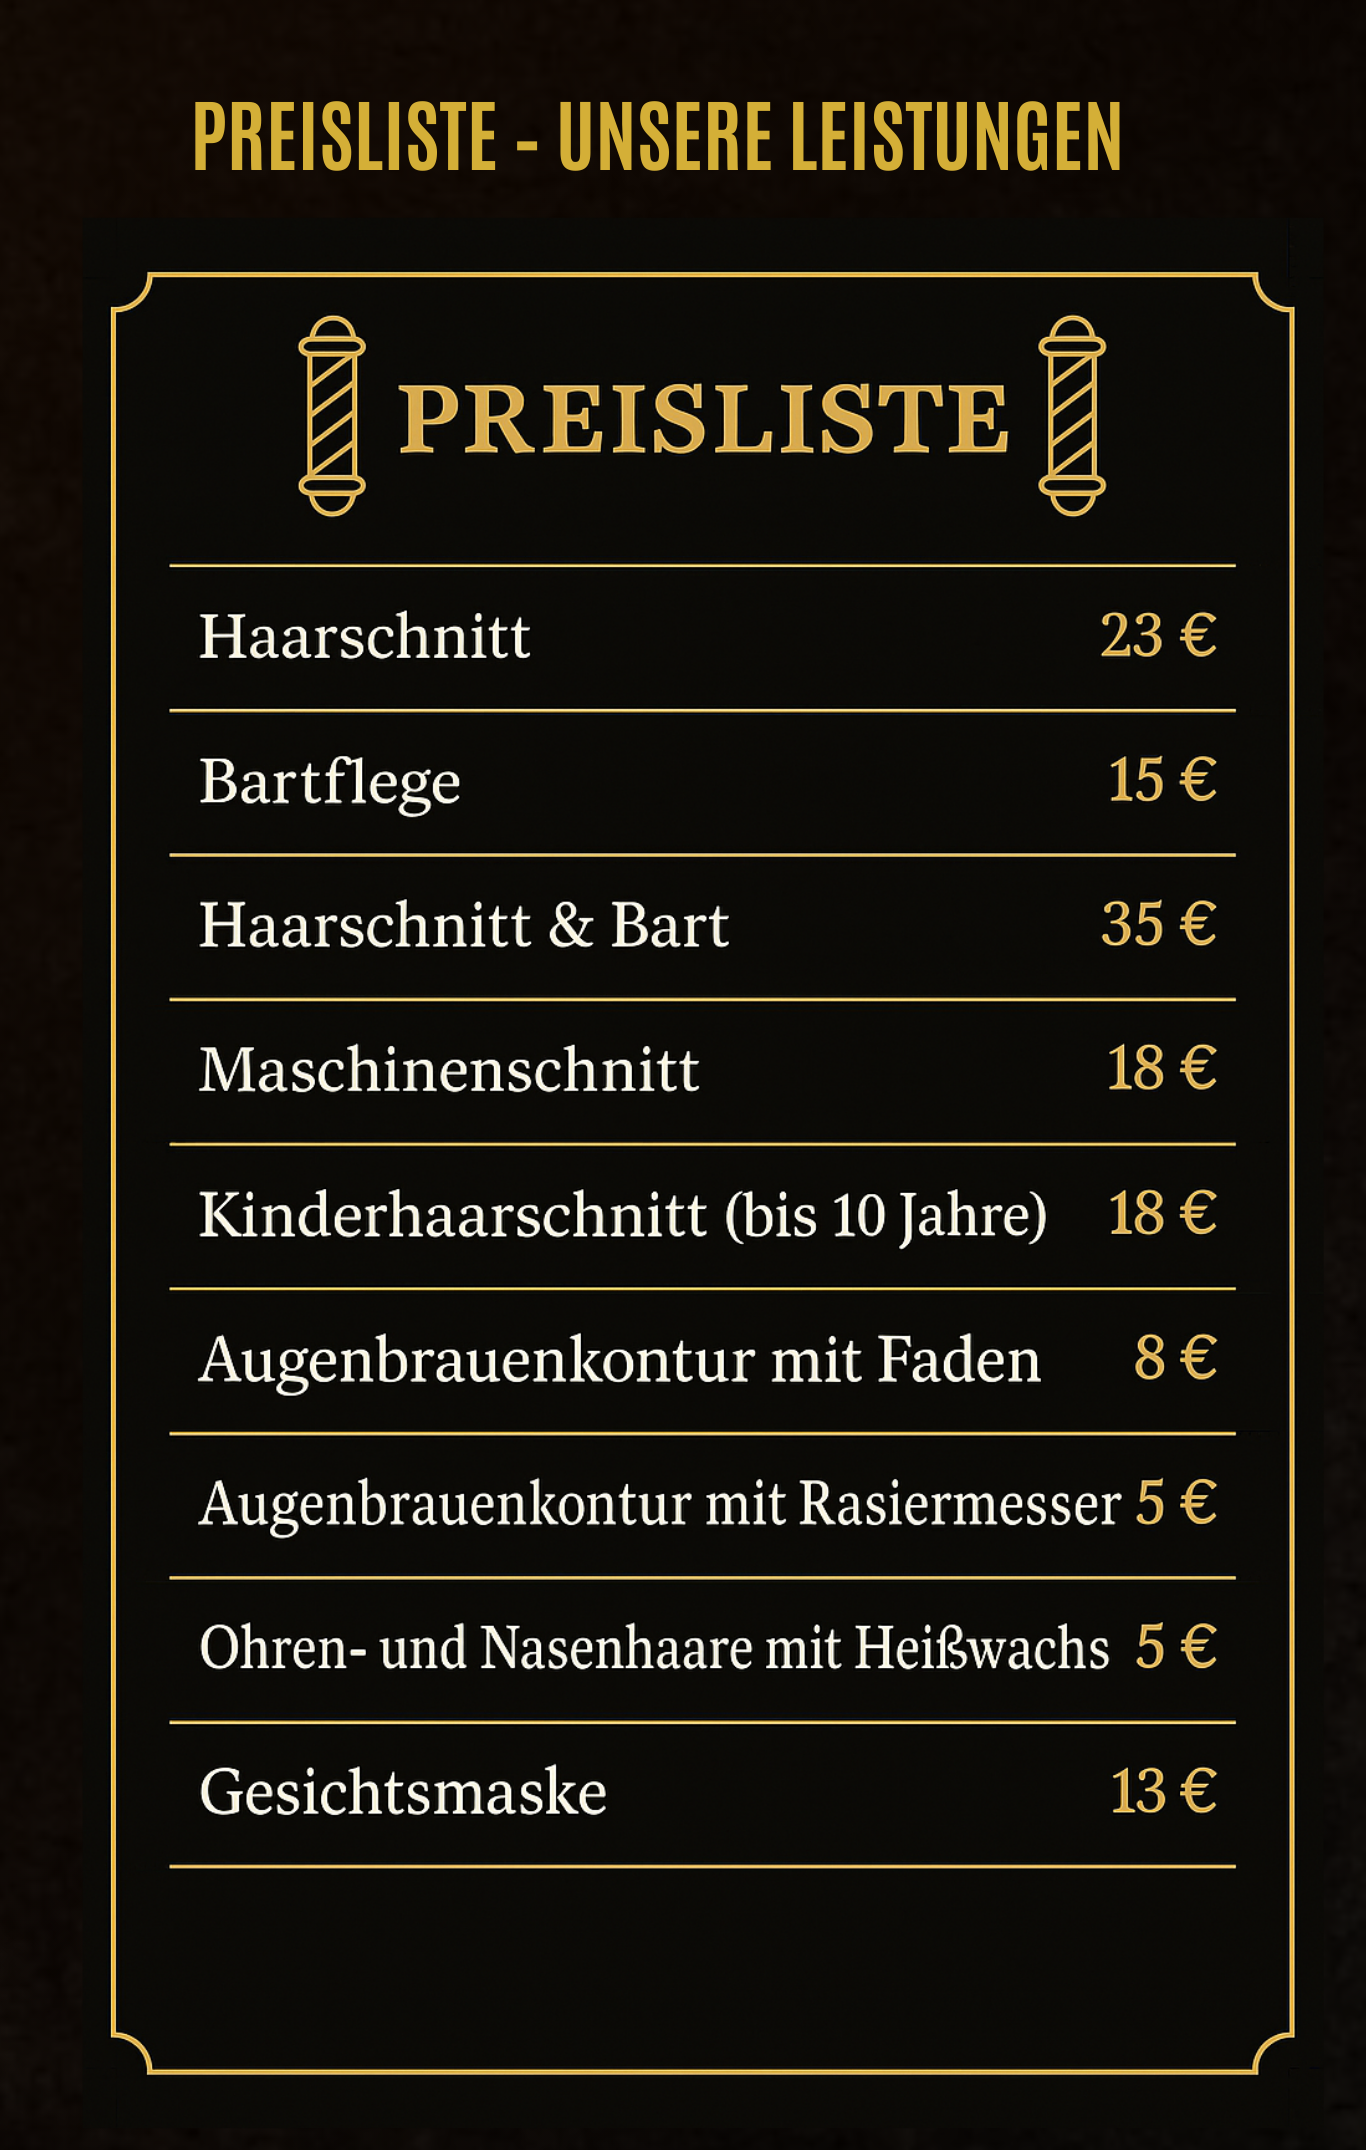 PREISLISTE - UNSERE LEISTUNGEN
PREISLISTE
Haarschnitt 23 €
Bartflege 15 €
Haarschnitt & Bart 35 €
Maschinenschnitt 18 €
Kinderhaarschnitt (bis 10 Jahre) 18 €
Augenbrauenkontur mit Faden 8 €
Augenbrauenkontur mit Rasiermesser 5 €
Ohren- und Nasenhaare mit Heißwachs 5 €
Gesichtsmaske 13 €